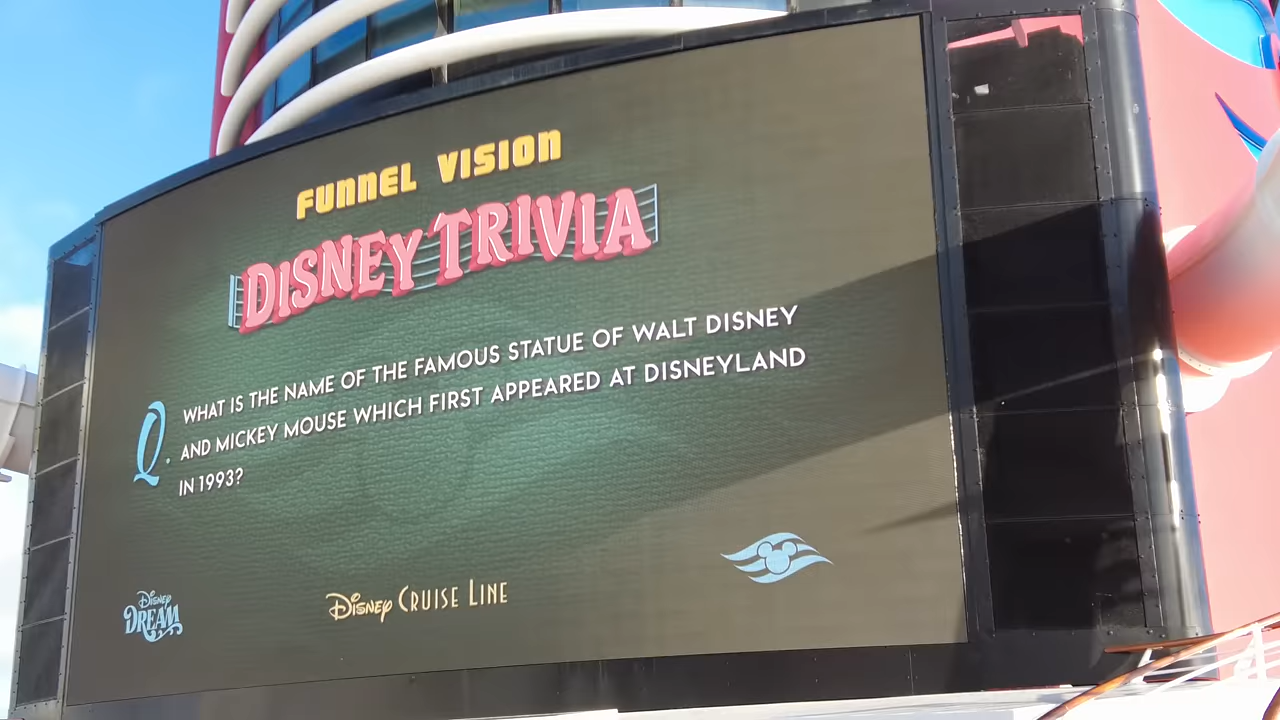 FUNNEL VISION
DISNEY TRIVIA
Q. WHAT IS THE NAME OF THE FAMOUS STATUE OF WALT DISNEY
AND MICKEY MOUSE WHICH FIRST APPEARED AT DISNEYLAND
IN 1993?
DISNEY
DREAM
Disney CRUISE LINE